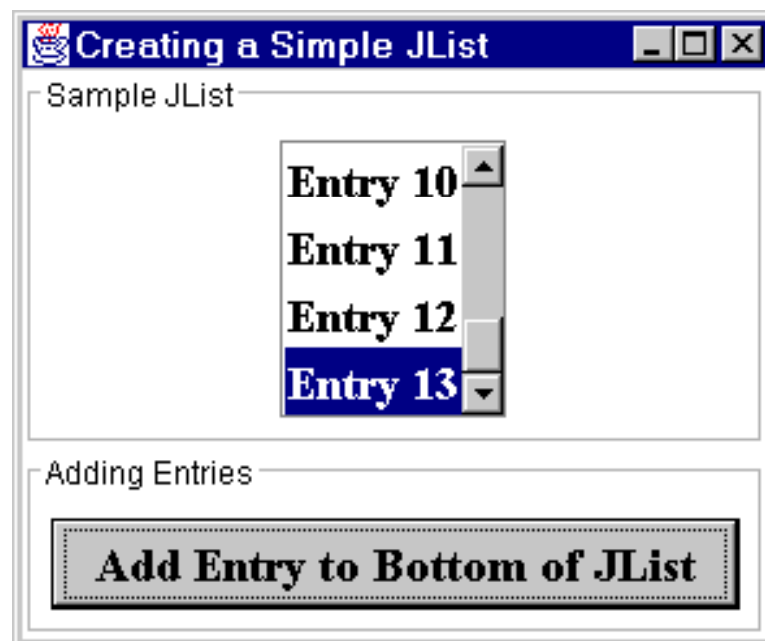 Creating a Simple JList
Sample JList
Entry 10
Entry 11
Entry 12
Entry 13
Adding Entries
Add Entry to Bottom of JList